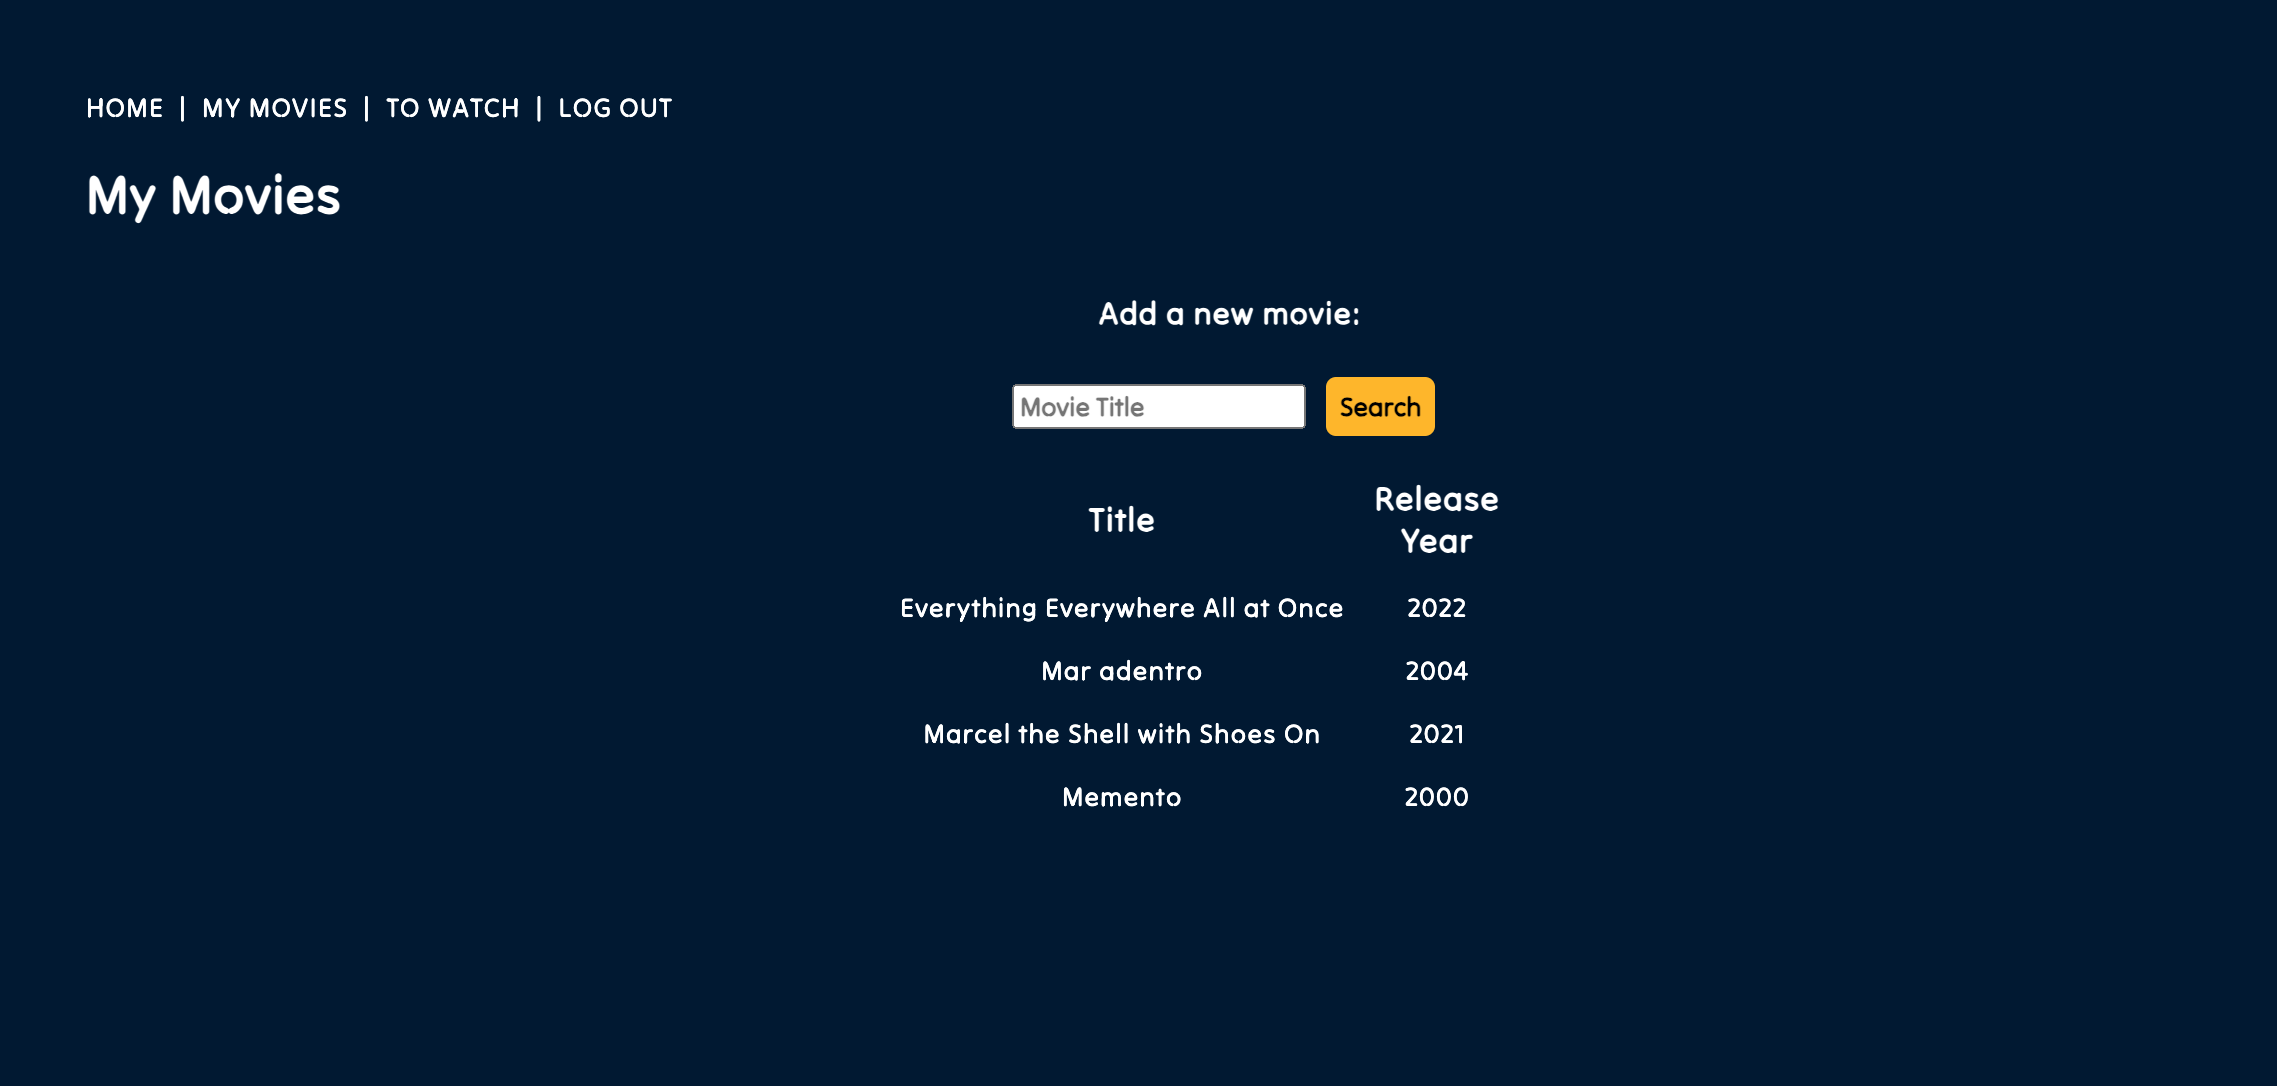 HOME | MY MOVIES | TO WATCH | LOG OUT
My Movies
Add a new movie:
Movie Title Search
Title Release
Year
Everything Everywhere All at Once 2022
Mar adentro 2004
Marcel the Shell with Shoes On 2021
Memento 2000